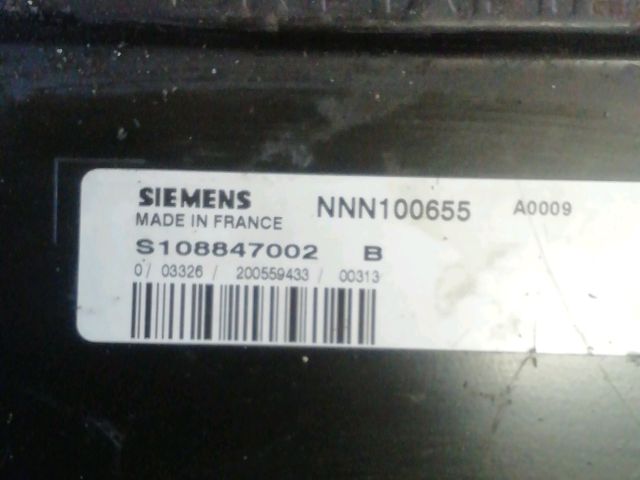 SIEMENS NNN100655 A0009
MADE IN FRANCE
S108847002 B
0/ 03326 / 200559433 / 00313